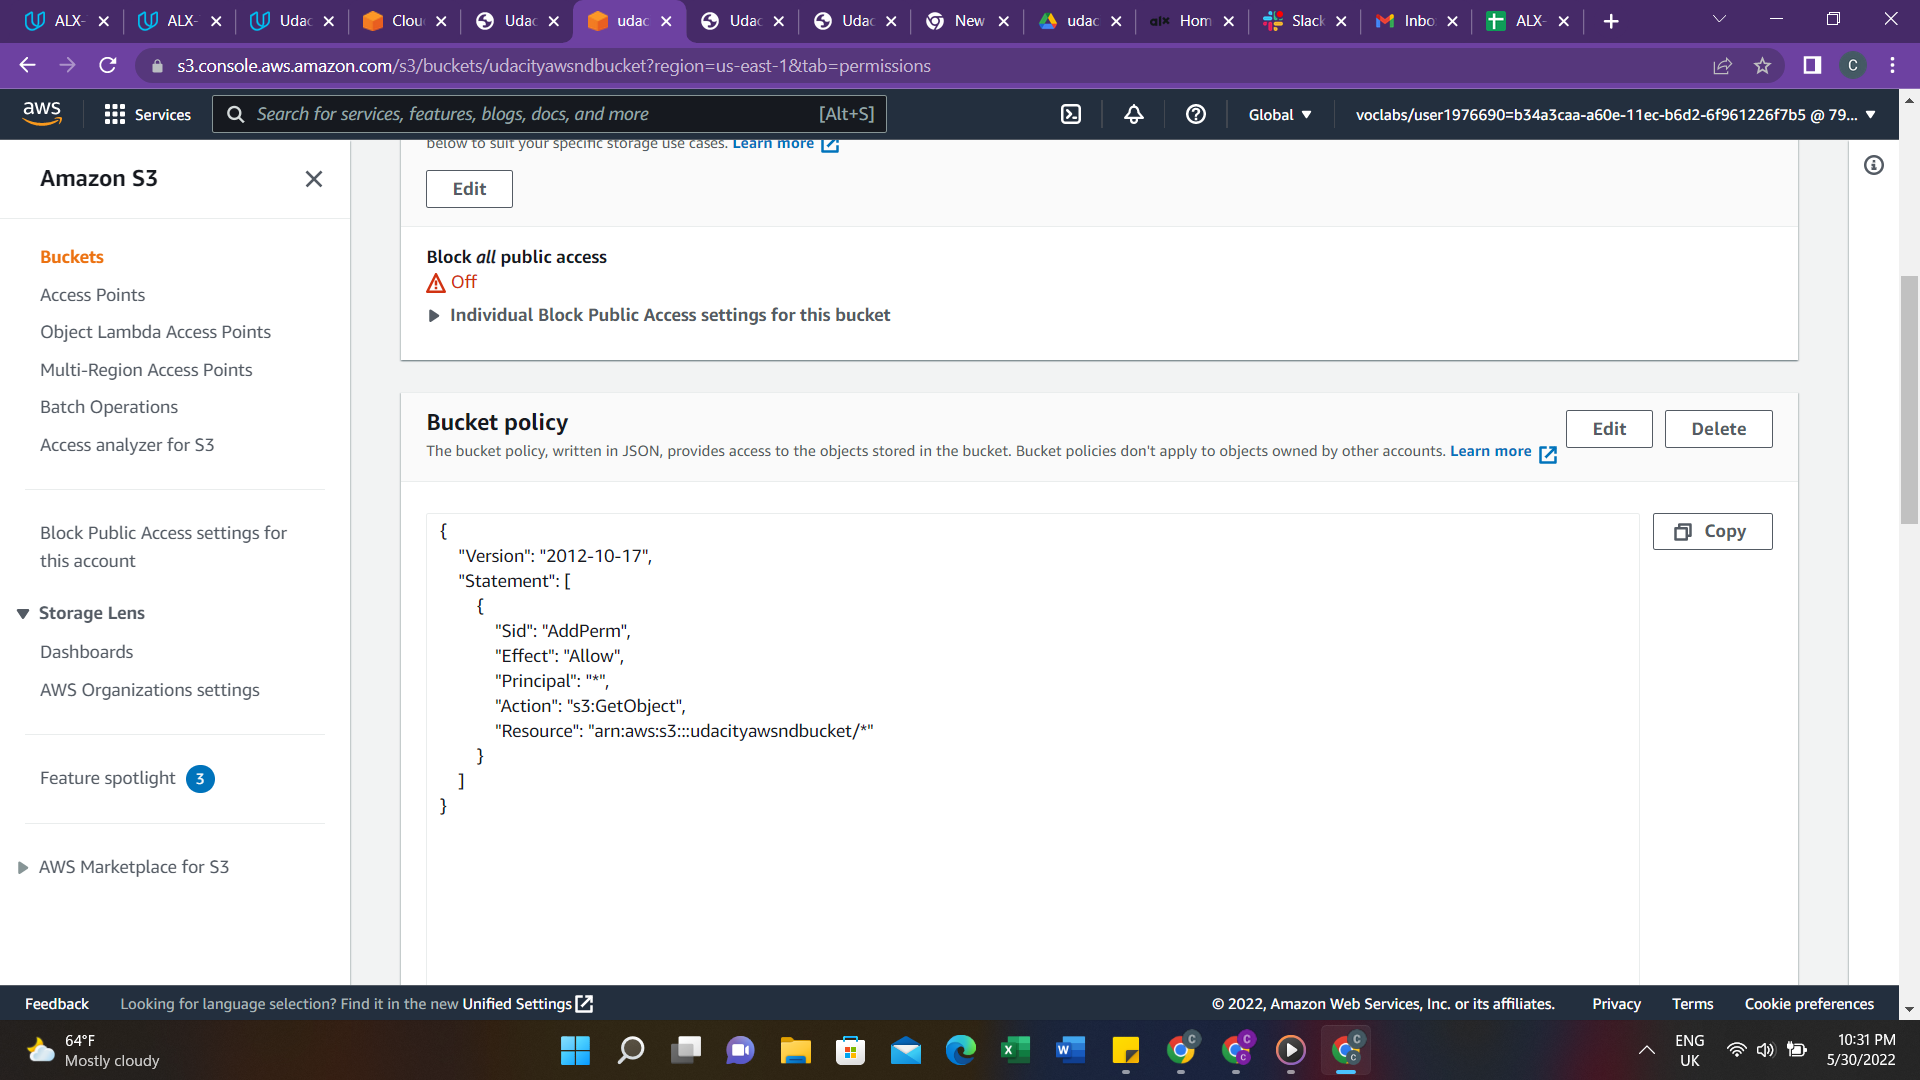 ALX-
ALX-
Udac
Clou
Udac
udac
Udac
Udac
New
udac
alx Hom
Slack
Inbo
ALX-
s3.console.aws.amazon.com/s3/buckets/udacityawsndbucket?region=us-east-1&tab=permissions
C
aws
Services
Search for services, features, blogs, docs, and more
[Alt+S]
Global
voclabs/user1976690=b34a3caa-a60e-11ec-b6d2-6f961226f7b5 @ 79...
Amazon S3
Buckets
Access Points
Object Lambda Access Points
Multi-Region Access Points
Batch Operations
Access analyzer for S3
Block Public Access settings for
this account
Storage Lens
Dashboards
AWS Organizations settings
Feature spotlight 3
AWS Marketplace for S3
below to suit your specific storage use cases. Learn more
Edit
Block all public access
Off
Individual Block Public Access settings for this bucket
Bucket policy
The bucket policy, written in JSON, provides access to the objects stored in the bucket. Bucket policies don't apply to objects owned by other accounts. Learn more
Edit
Delete
Copy
{
"Version": "2012-10-17",
"Statement": [
{
"Sid": "AddPerm",
"Effect": "Allow",
"Principal": "*",
"Action": "s3:GetObject",
"Resource": "arn:aws:s3:::udacityawsndbucket/*"
}
]
}
Feedback
Looking for language selection? Find it in the new Unified Settings
© 2022, Amazon Web Services, Inc. or its affiliates.
Privacy
Terms
Cookie preferences
64°F
Mostly cloudy
ENG
UK
10:31 PM
5/30/2022